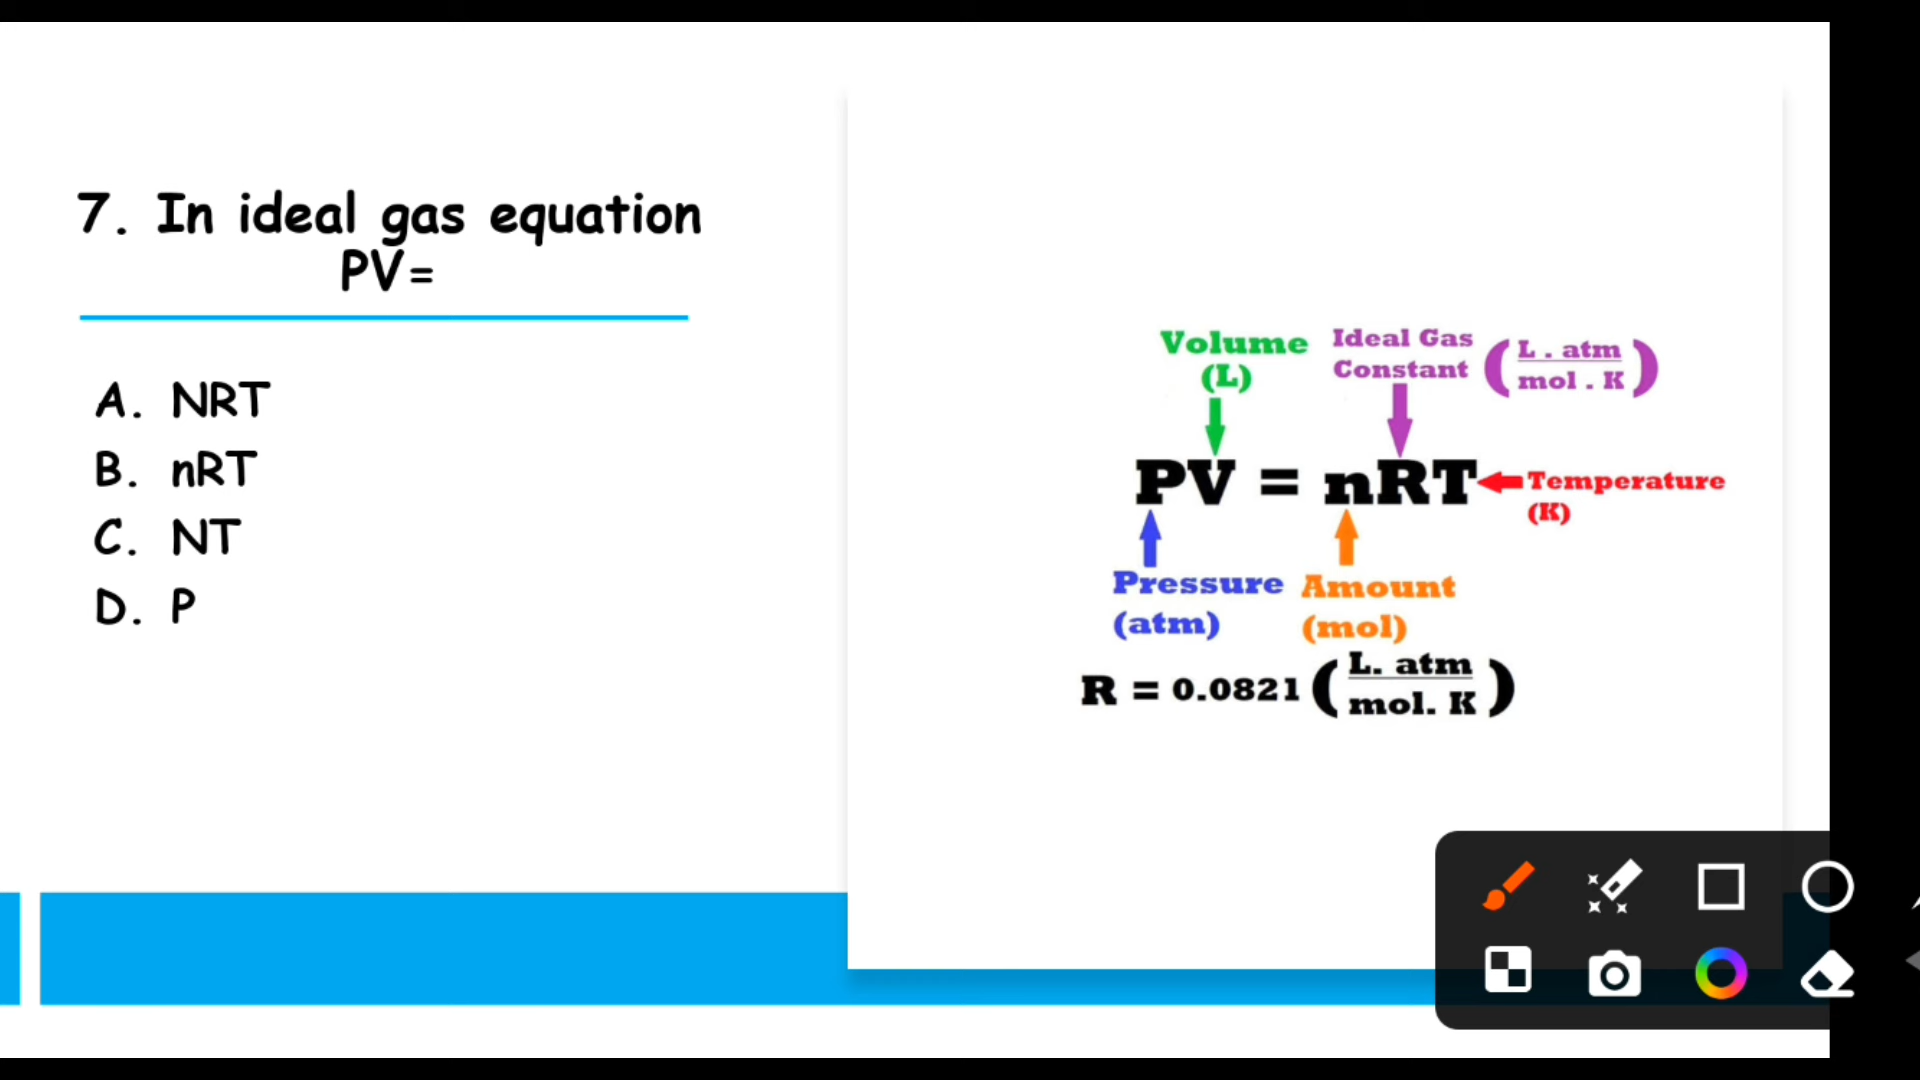 7. In ideal gas equation
PV=
A. NRT
B. nRT
C. NT
D. P
Volume
(L)
Ideal Gas
Constant
( L . atm
mol . K )
PV = nRT
Temperature
(K)
Pressure
(atm)
Amount
(mol)
R = 0.0821 ( L. atm
mol. K )